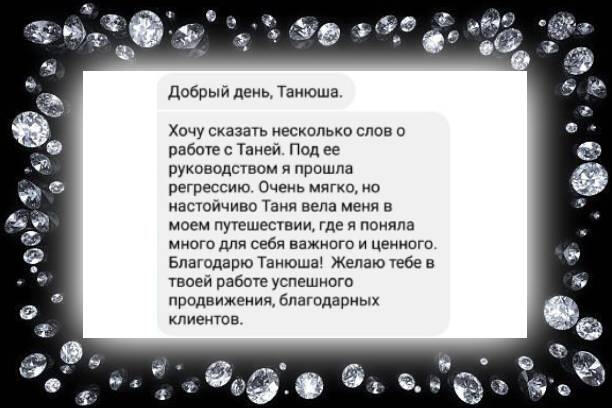 Добрый день, Танюша.
Хочу сказать несколько слов о
работе с Таней. Под ее
руководством я прошла
регрессию. Очень мягко, но
настойчиво Таня вела меня в
моем путешествии, где я поняла
много для себя важного и ценного.
Благодарю Танюша! Желаю тебе в
твоей работе успешного
продвижения, благодарных
клиентов.